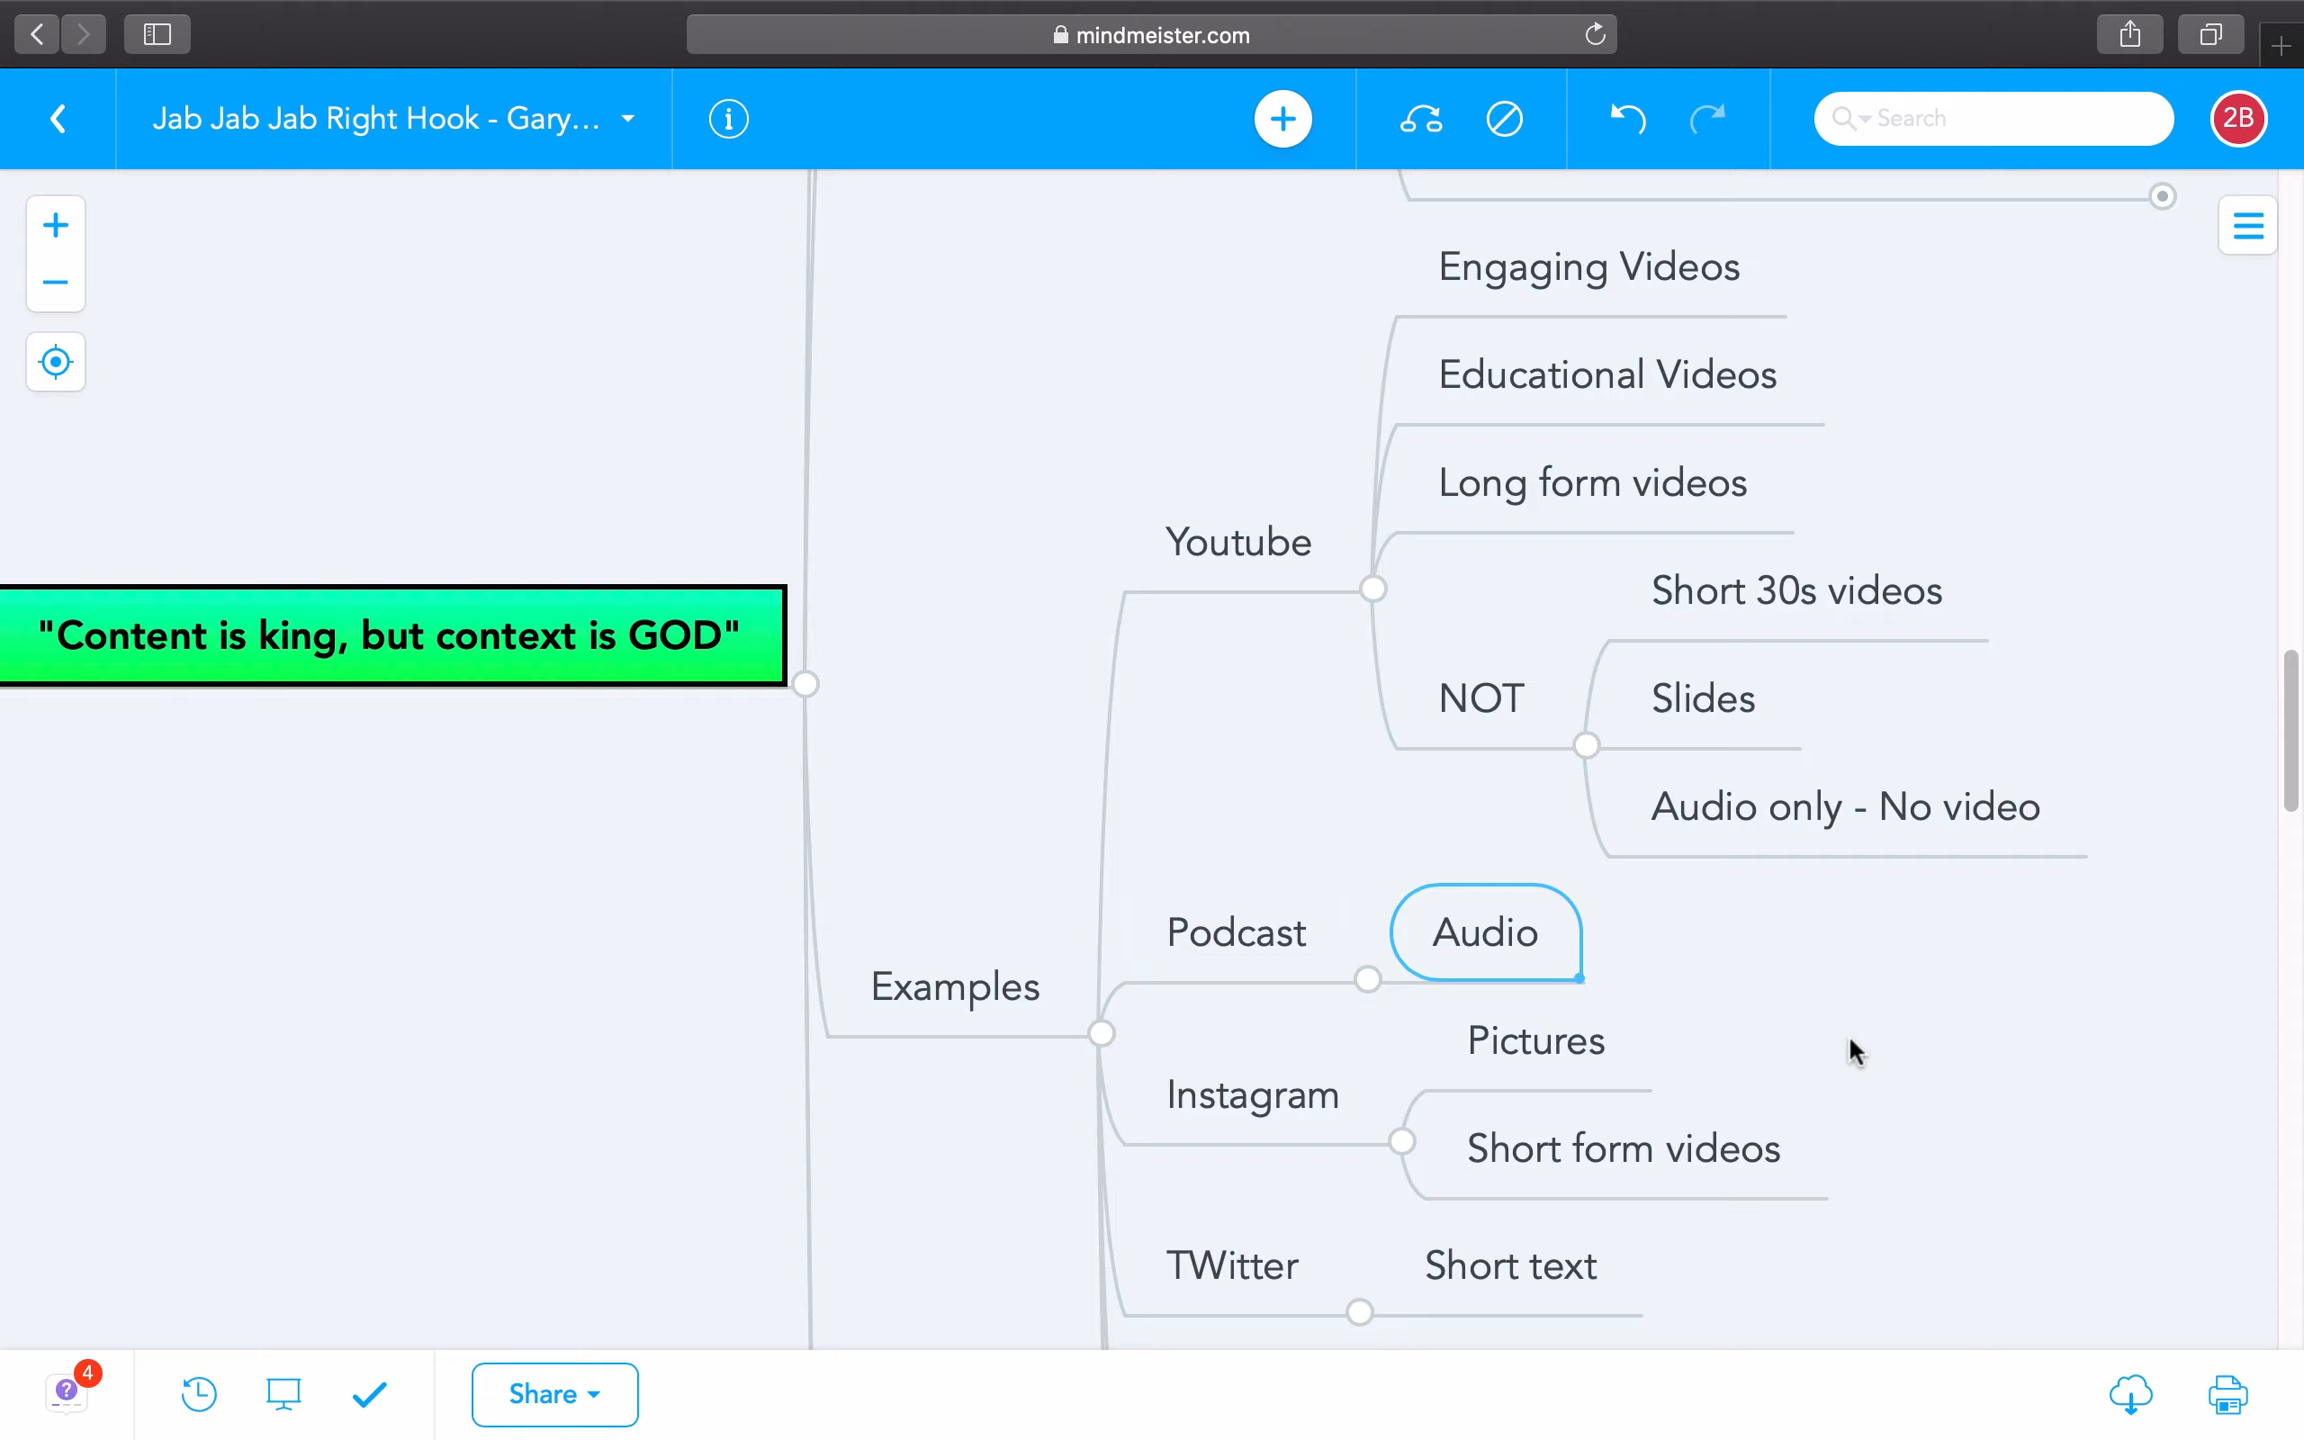 mindmeister.com
Jab Jab Jab Right Hook - Gary...
Search
2B
Engaging Videos
Educational Videos
Long form videos
Youtube
Short 30s videos
"Content is king, but context is GOD"
NOT
Slides
Audio only - No video
Podcast
Audio
Examples
Pictures
Instagram
Short form videos
TWitter
Short text
4
Share